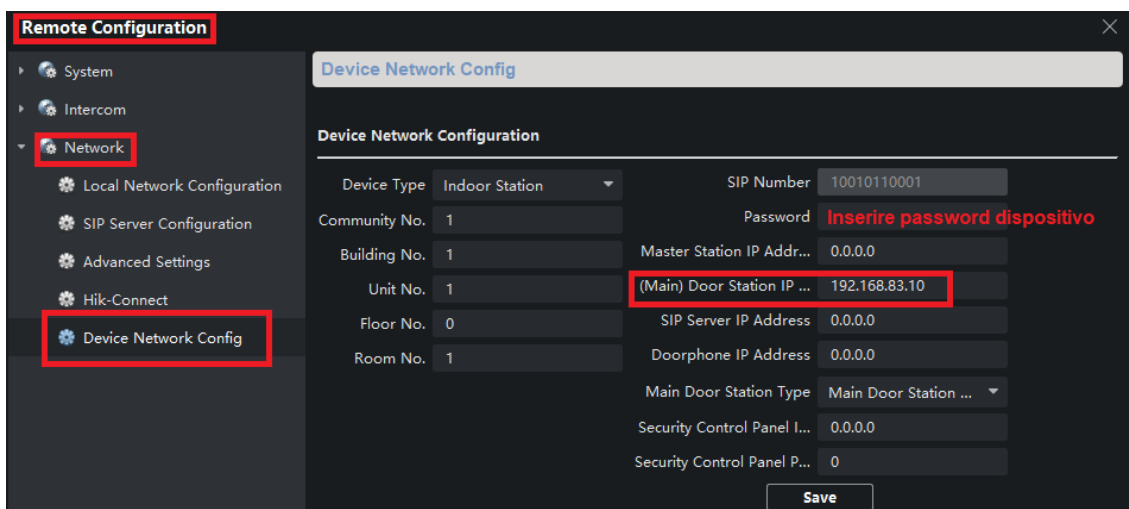 Remote Configuration
System
Intercom
Network
Local Network Configuration
SIP Server Configuration
Advanced Settings
Hik-Connect
Device Network Config
Device Network Config
Device Network Configuration
Device Type Indoor Station
Community No. 1
Building No. 1
Unit No. 1
Floor No. 0
Room No. 1
SIP Number 10010110001
Password Inserire password dispositivo
Master Station IP Addr... 0.0.0.0
(Main) Door Station IP ... 192.168.83.10
SIP Server IP Address 0.0.0.0
Doorphone IP Address 0.0.0.0
Main Door Station Type Main Door Station ...
Security Control Panel I... 0.0.0.0
Security Control Panel P... 0
Save